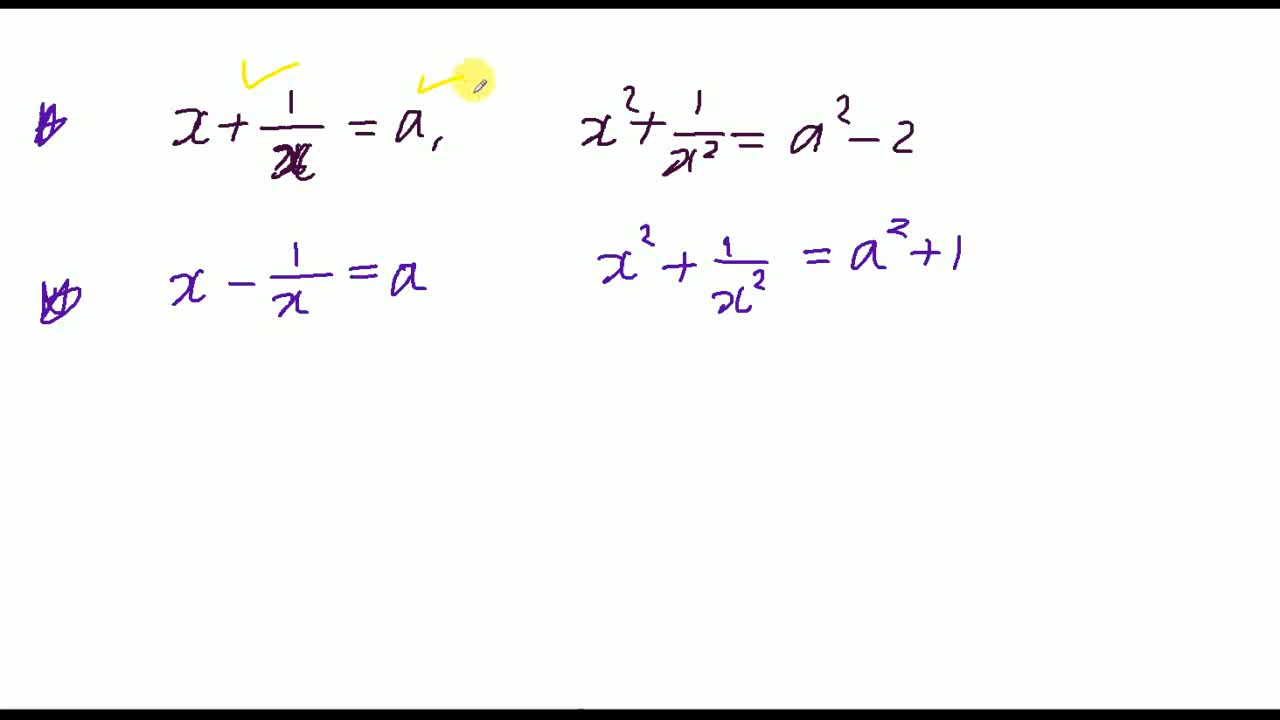 x + 1/x = a, x² + 1/x² = a² − 2
x − 1/x = a x² + 1/x² = a² + 1